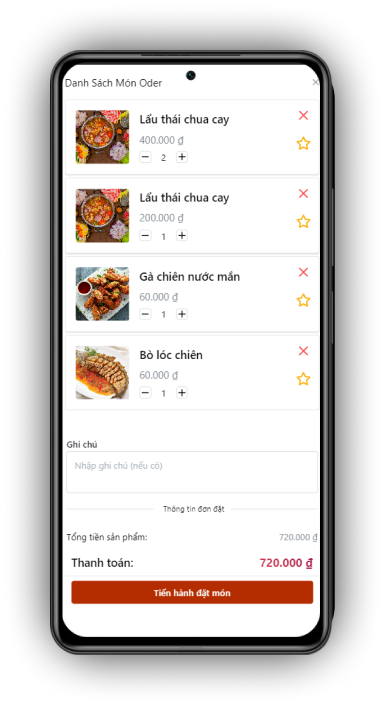 Danh Sách Món Oder
Lẩu thái chua cay
400.000 ₫
2
Lẩu thái chua cay
200.000 ₫
1
Gà chiên nước mắn
60.000 ₫
1
Bò lóc chiên
60.000 ₫
1
Ghi chú
Nhập ghi chú (nếu có)
Thông tin đơn đặt
Tổng tiền sản phẩm: 720.000 ₫
Thanh toán: 720.000 ₫
Tiến hành đặt món